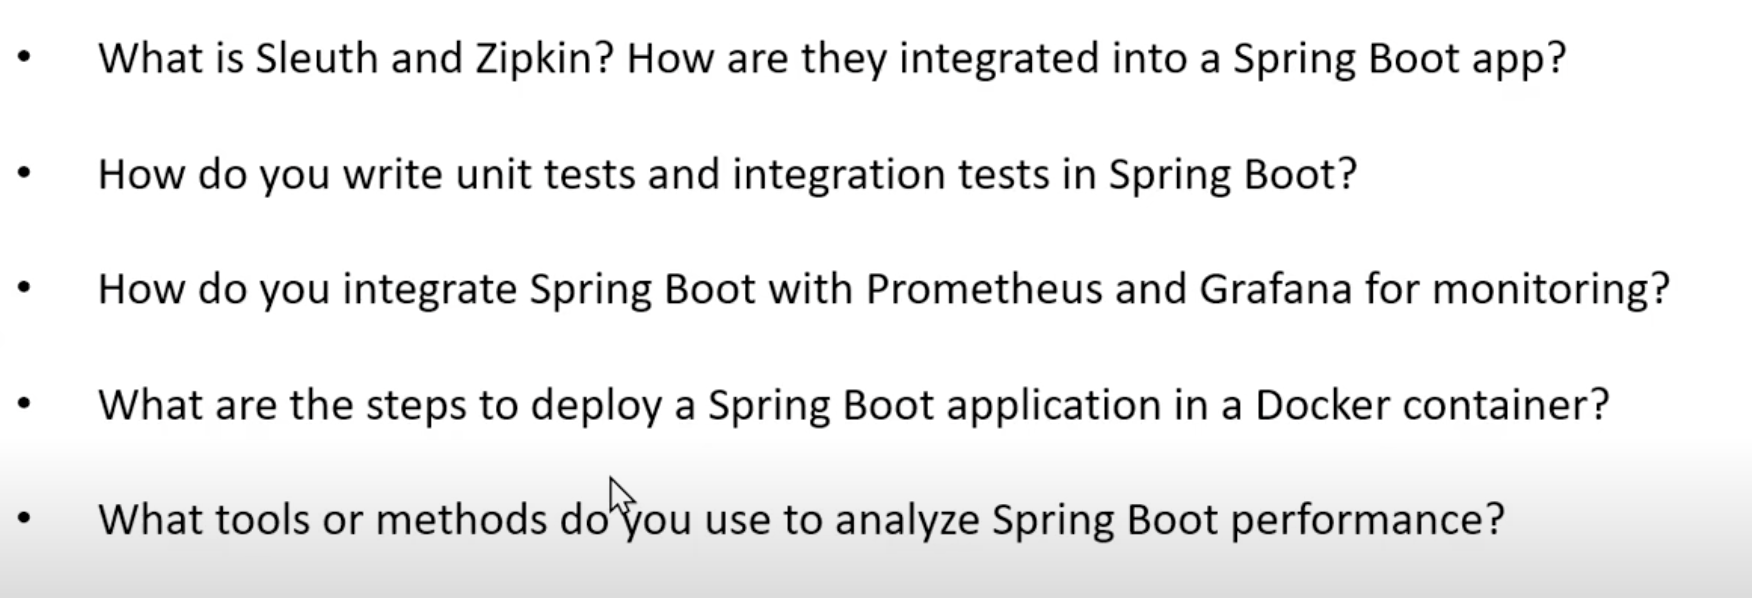 • What is Sleuth and Zipkin? How are they integrated into a Spring Boot app?
• How do you write unit tests and integration tests in Spring Boot?
• How do you integrate Spring Boot with Prometheus and Grafana for monitoring?
• What are the steps to deploy a Spring Boot application in a Docker container?
• What tools or methods do you use to analyze Spring Boot performance?